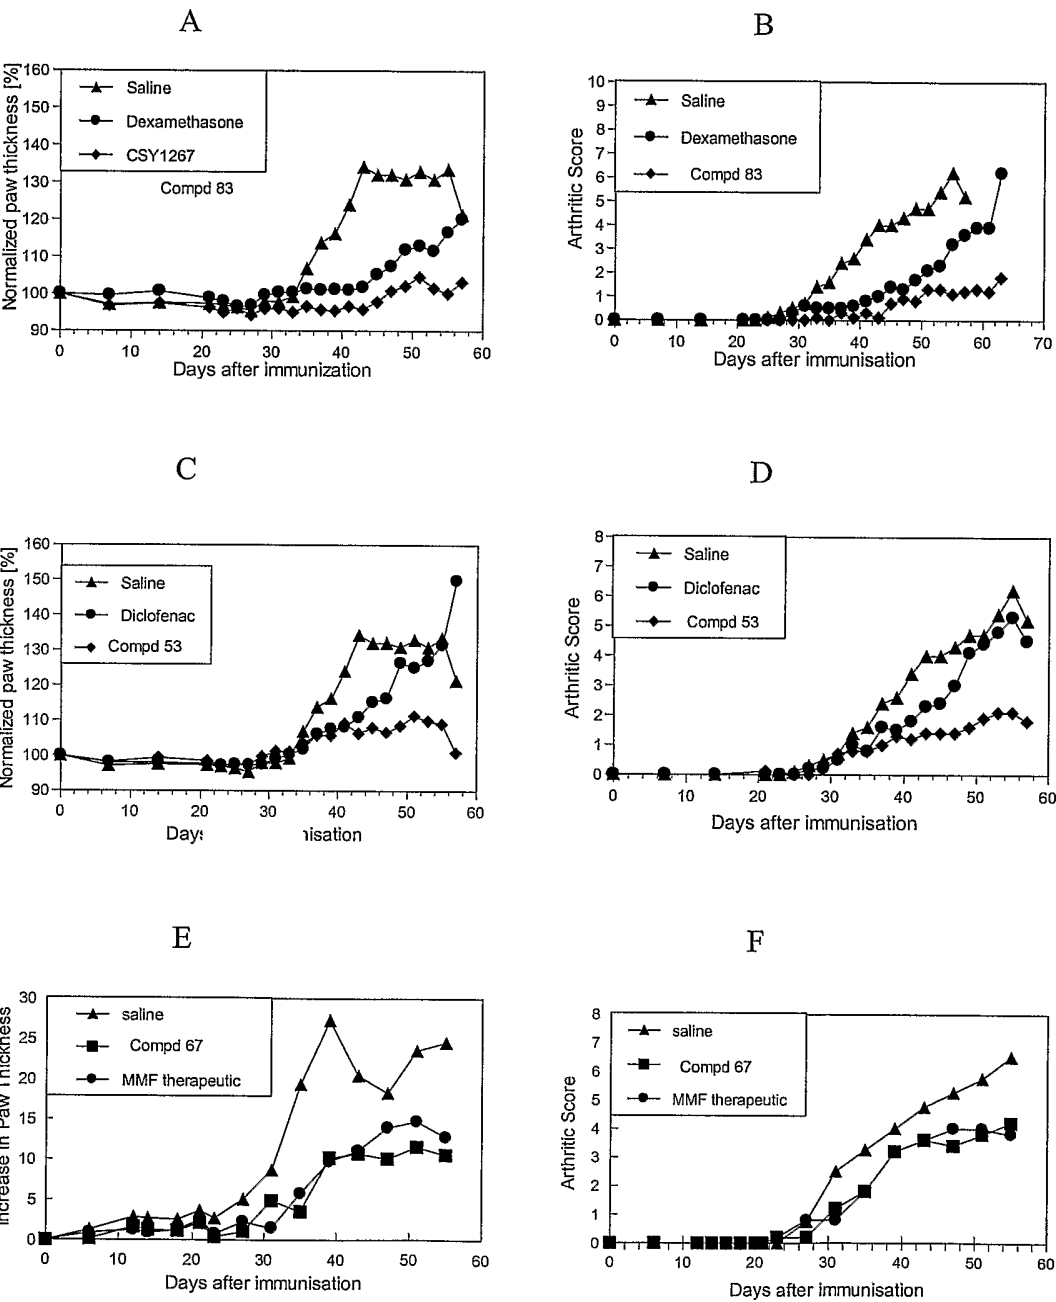 A
Normalized paw thickness [%]
160
150
140
130
120
110
100
90
Saline
Dexamethasone
CSY1267
Compd 83
0 10 20 30 40 50 60
Days after immunization
B
Arthritic Score
10
9
8
7
6
5
4
3
2
1
0
Saline
Dexamethasone
Compd 83
0 10 20 30 40 50 60 70
Days after immunisation
C
Normalized paw thickness [%]
160
150
140
130
120
110
100
90
Saline
Diclofenac
Compd 53
0 10 20 30 40 50 60
Days nisation
D
Arthritic Score
8
7
6
5
4
3
2
1
0
Saline
Diclofenac
Compd 53
0 10 20 30 40 50 60
Days after immunisation
E
Increase in Paw Thickness
30
25
20
15
10
5
0
saline
Compd 67
MMF therapeutic
0 10 20 30 40 50 60
Days after immunisation
F
Arthritic Score
8
7
6
5
4
3
2
1
0
saline
Compd 67
MMF therapeutic
0 10 20 30 40 50 60
Days after immunisation